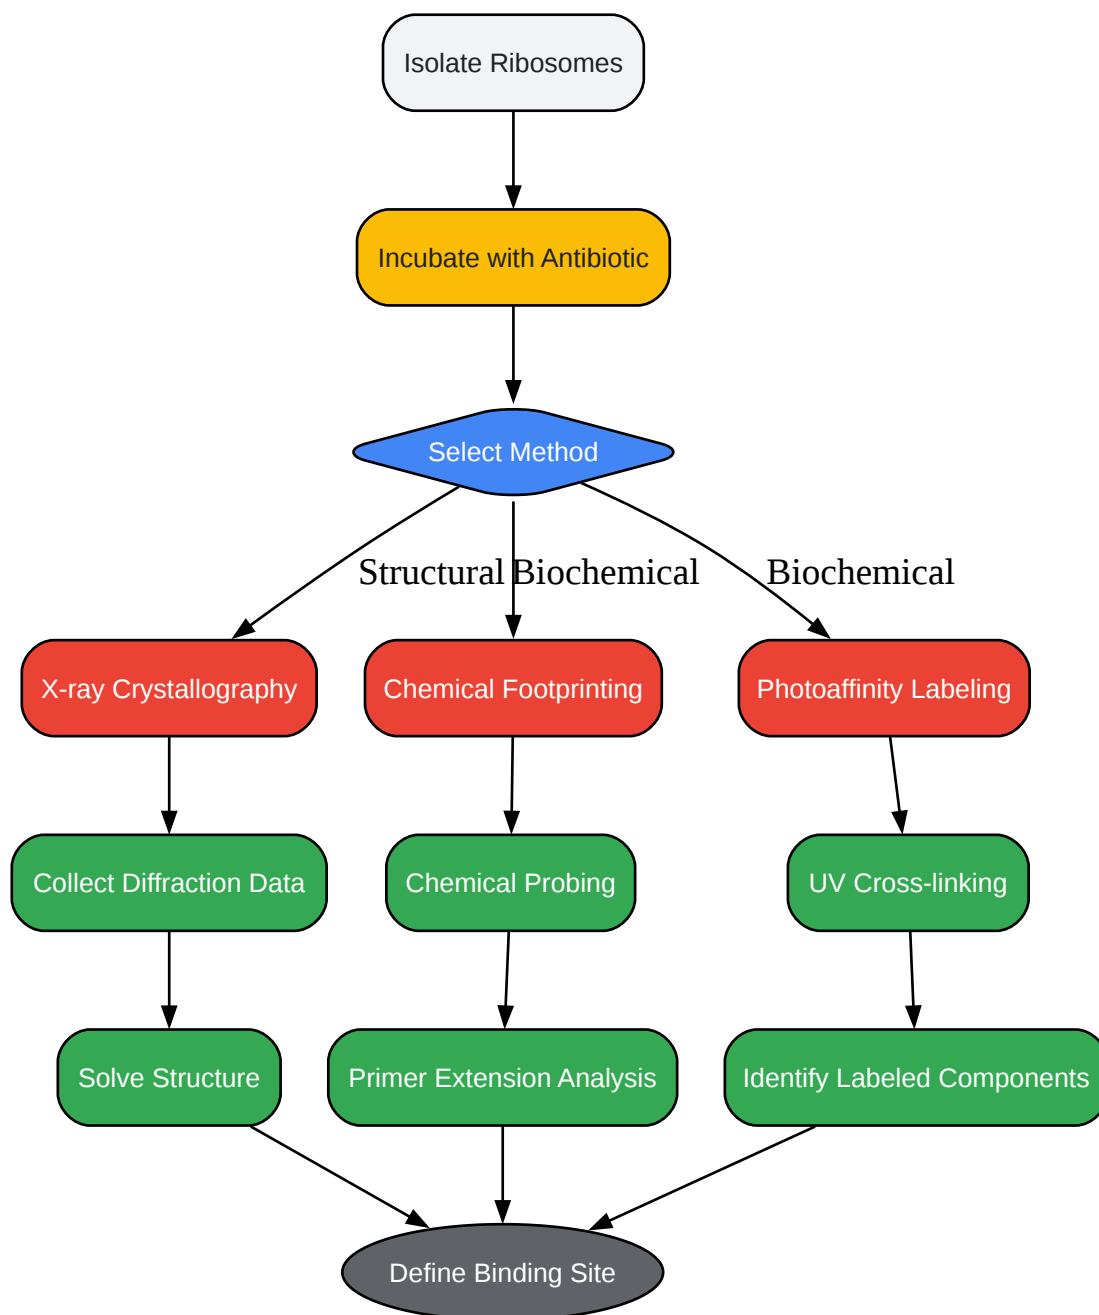 Isolate Ribosomes
Incubate with Antibiotic
Select Method
Structural
Biochemical
Biochemical
X-ray Crystallography
Chemical Footprinting
Photoaffinity Labeling
Collect Diffraction Data
Chemical Probing
UV Cross-linking
Solve Structure
Primer Extension Analysis
Identify Labeled Components
Define Binding Site